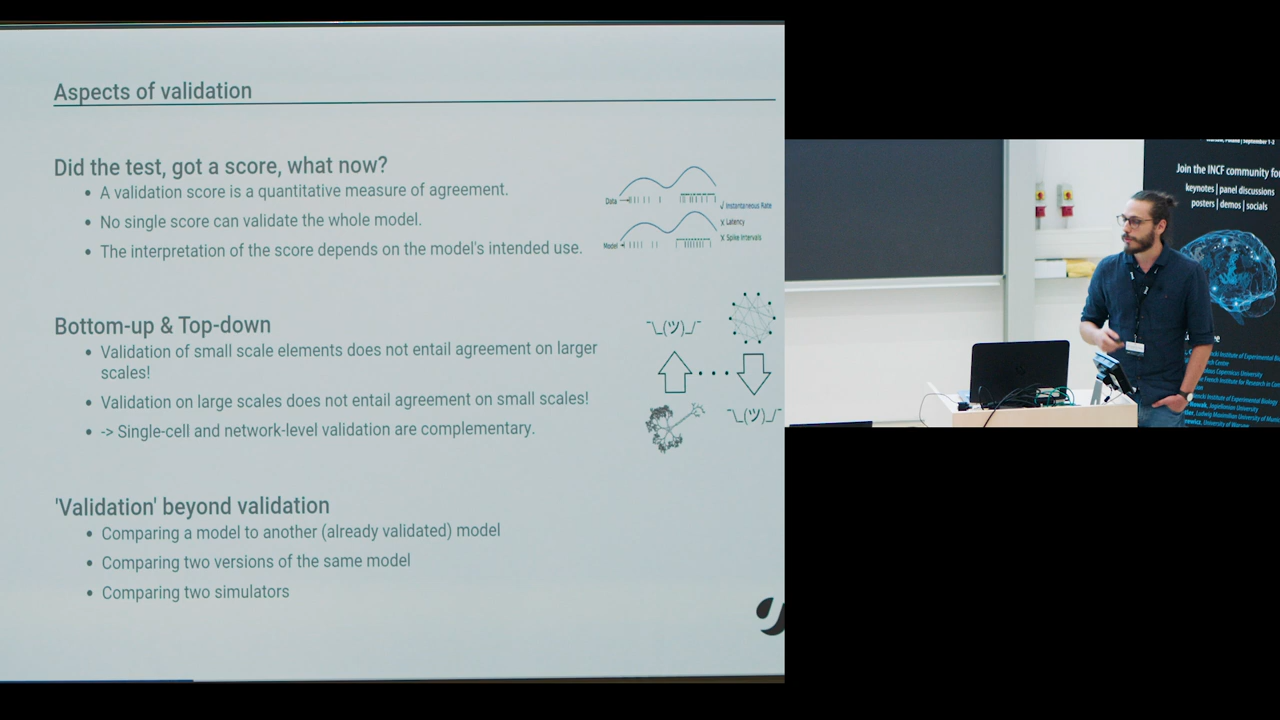 Aspects of validation
Did the test, got a score, what now?
• A validation score is a quantitative measure of agreement.
• No single score can validate the whole model.
• The interpretation of the score depends on the model's intended use.
Data
√ Instantaneous Rate
X Latency
X Spike Intervals
Model
Bottom-up & Top-down
• Validation of small scale elements does not entail agreement on larger
scales!
• Validation on large scales does not entail agreement on small scales!
• -> Single-cell and network-level validation are complementary.
¯\_(ツ)_/¯
¯\_(ツ)_/¯
'Validation' beyond validation
• Comparing a model to another (already validated) model
• Comparing two versions of the same model
• Comparing two simulators
Join the INCF community for
keynotes | panel discussions
posters | demos | socials